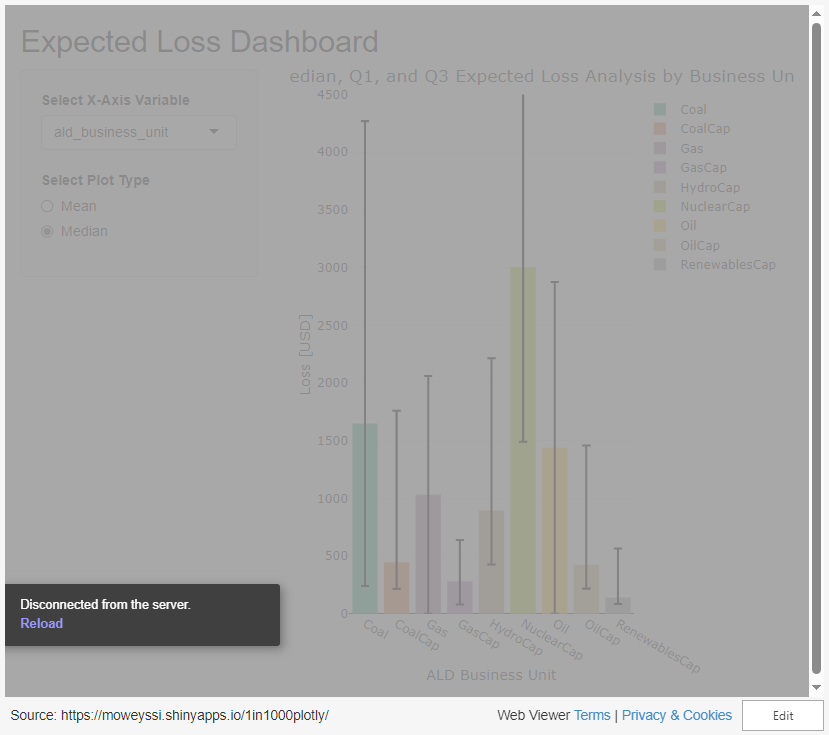 Expected Loss Dashboard
Select X-Axis Variable
ald_business_unit
Select Plot Type
Mean
Median
edian, Q1, and Q3 Expected Loss Analysis by Business Un
4500
4000
3500
3000
2500
2000
1500
1000
500
0
Loss [USD]
Coal
CoalCap
Gas
GasCap
HydroCap
NuclearCap
Oil
OilCap
RenewablesCap
ALD Business Unit
Coal
CoalCap
Gas
GasCap
HydroCap
NuclearCap
Oil
OilCap
RenewablesCap
Disconnected from the server.
Reload
Source: https://moweyssi.shinyapps.io/1in1000plotly/
Web Viewer Terms | Privacy & Cookies
Edit